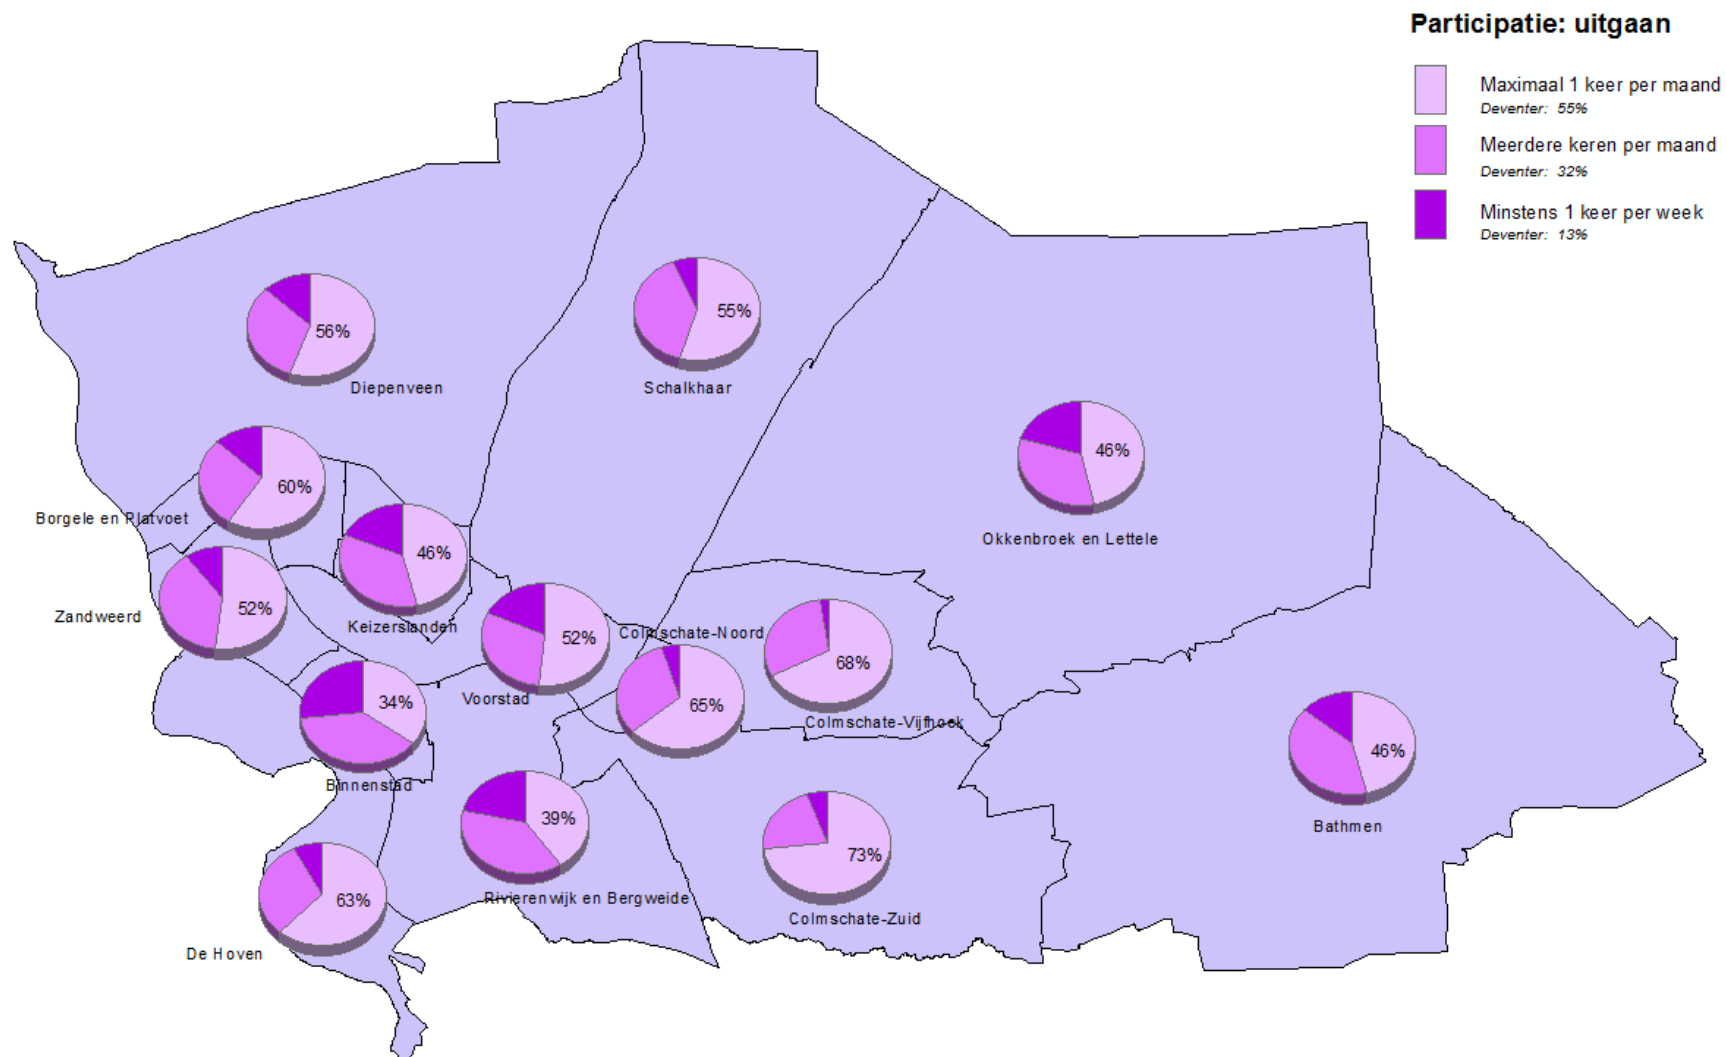 Participatie: uitgaan
Maximaal 1 keer per maand
Deventer: 55%
Meerdere keren per maand
Deventer: 32%
Minstens 1 keer per week
Deventer: 13%
56%
Diepenveen
55%
Schalkhaar
46%
Okkenbroek en Lettele
60%
Borgele en Platvoet
46%
Keizerslanden
52%
Zandweerd
52%
Voorstad
Colmschate-Noord
65%
68%
Colmschate-Vijfhoek
34%
Binnenstad
46%
Bathmen
39%
Rivierenwijk en Bergweide
73%
Colmschate-Zuid
63%
De Hoven